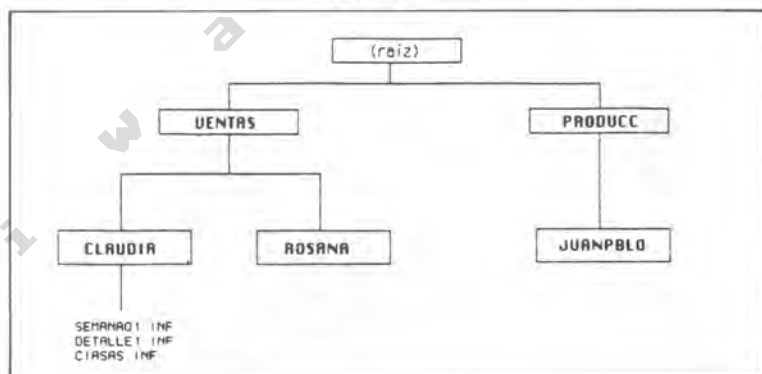 (raiz)
VENTAS PRODUCC
CLAUDIA ROSANA JUANPBLO
SEMANA01 INF
DETALLE1 INF
CIASAS INF